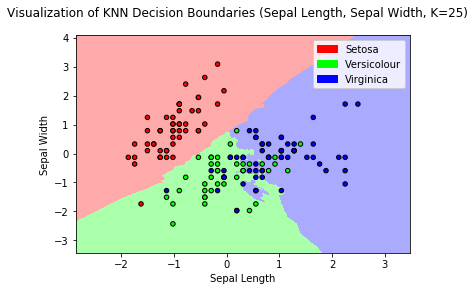 Visualization of KNN Decision Boundaries (Sepal Length, Sepal Width, K=25)
Setosa
Versicolour
Virginica
4
3
2
1
0
−1
−2
−3
Sepal Width
−2
−1
0
1
2
3
Sepal Length